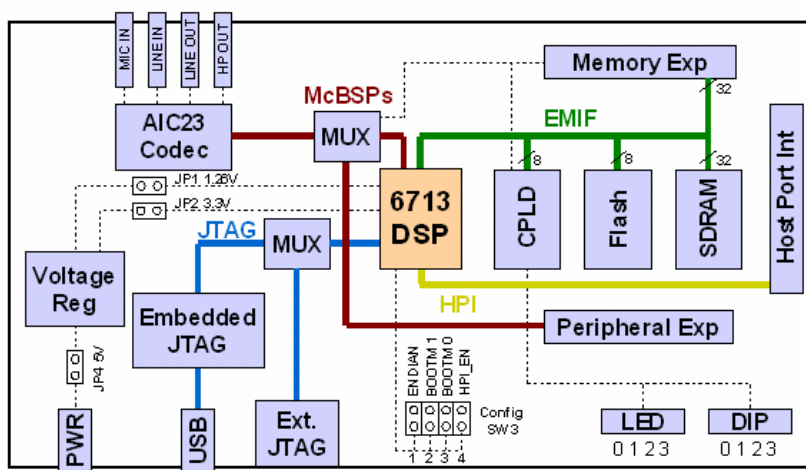 MIC IN
LINE IN
LINE OUT
HP OUT
Memory Exp
32
McBSPs
AIC23
Codec
MUX
EMIF
8
8
32
JP1 1.26V
JP2 3.3V
6713
DSP
CPLD
Flash
SDRAM
Host Port Int
JTAG
MUX
Voltage
Reg
HPI
Embedded
JTAG
Peripheral Exp
JP4 5V
ENDIAN
BOOTM 1
BOOTM 0
HPI_EN
Config
SW3
1 2 3 4
PWR
USB
Ext.
JTAG
LED
DIP
0 1 2 3
0 1 2 3